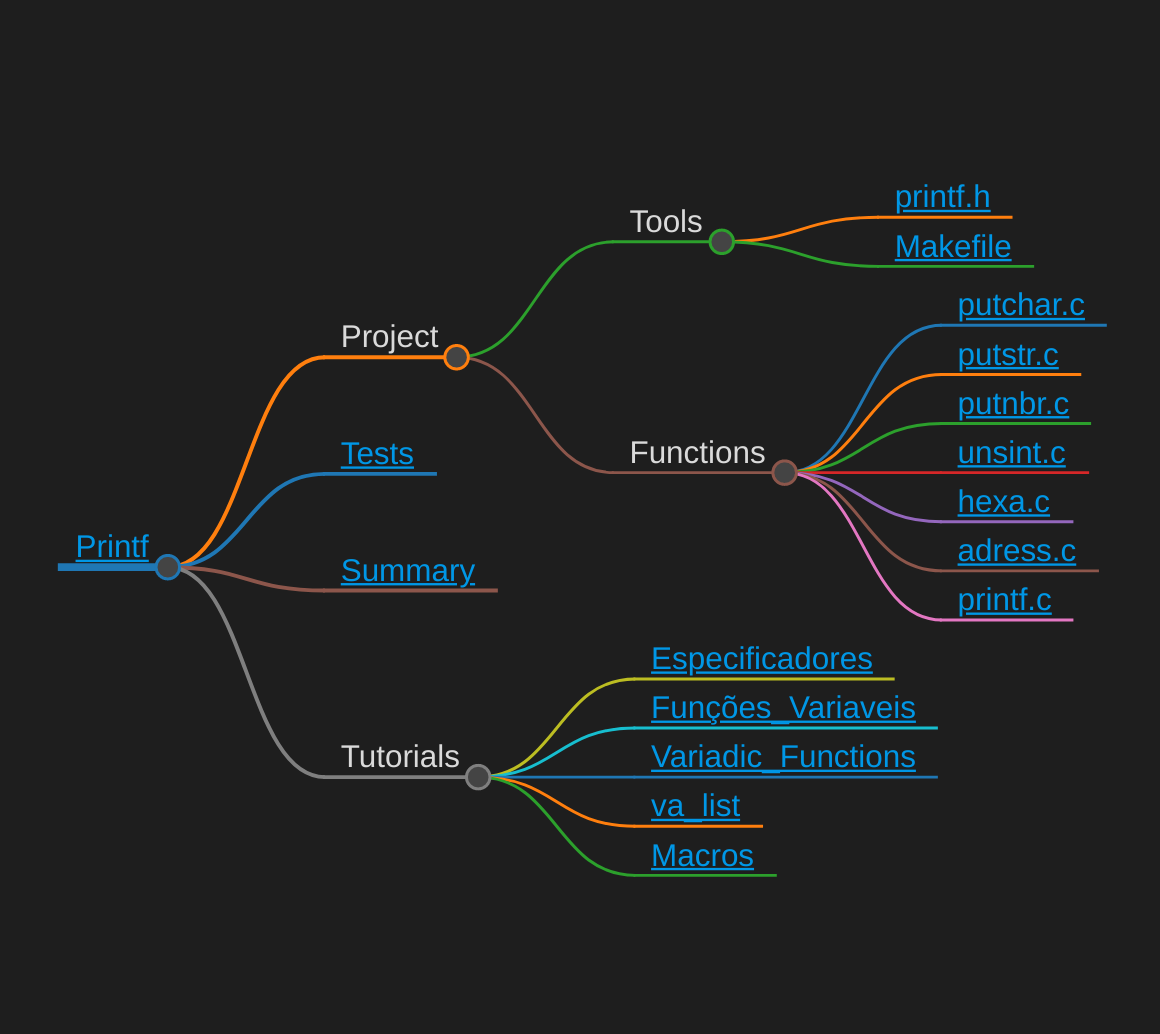 Printf
Project
Tools
printf.h
Makefile
Functions
putchar.c
putstr.c
putnbr.c
unsint.c
hexa.c
adress.c
printf.c
Tests
Summary
Tutorials
Especificadores
Funções_Variaveis
Variadic_Functions
va_list
Macros